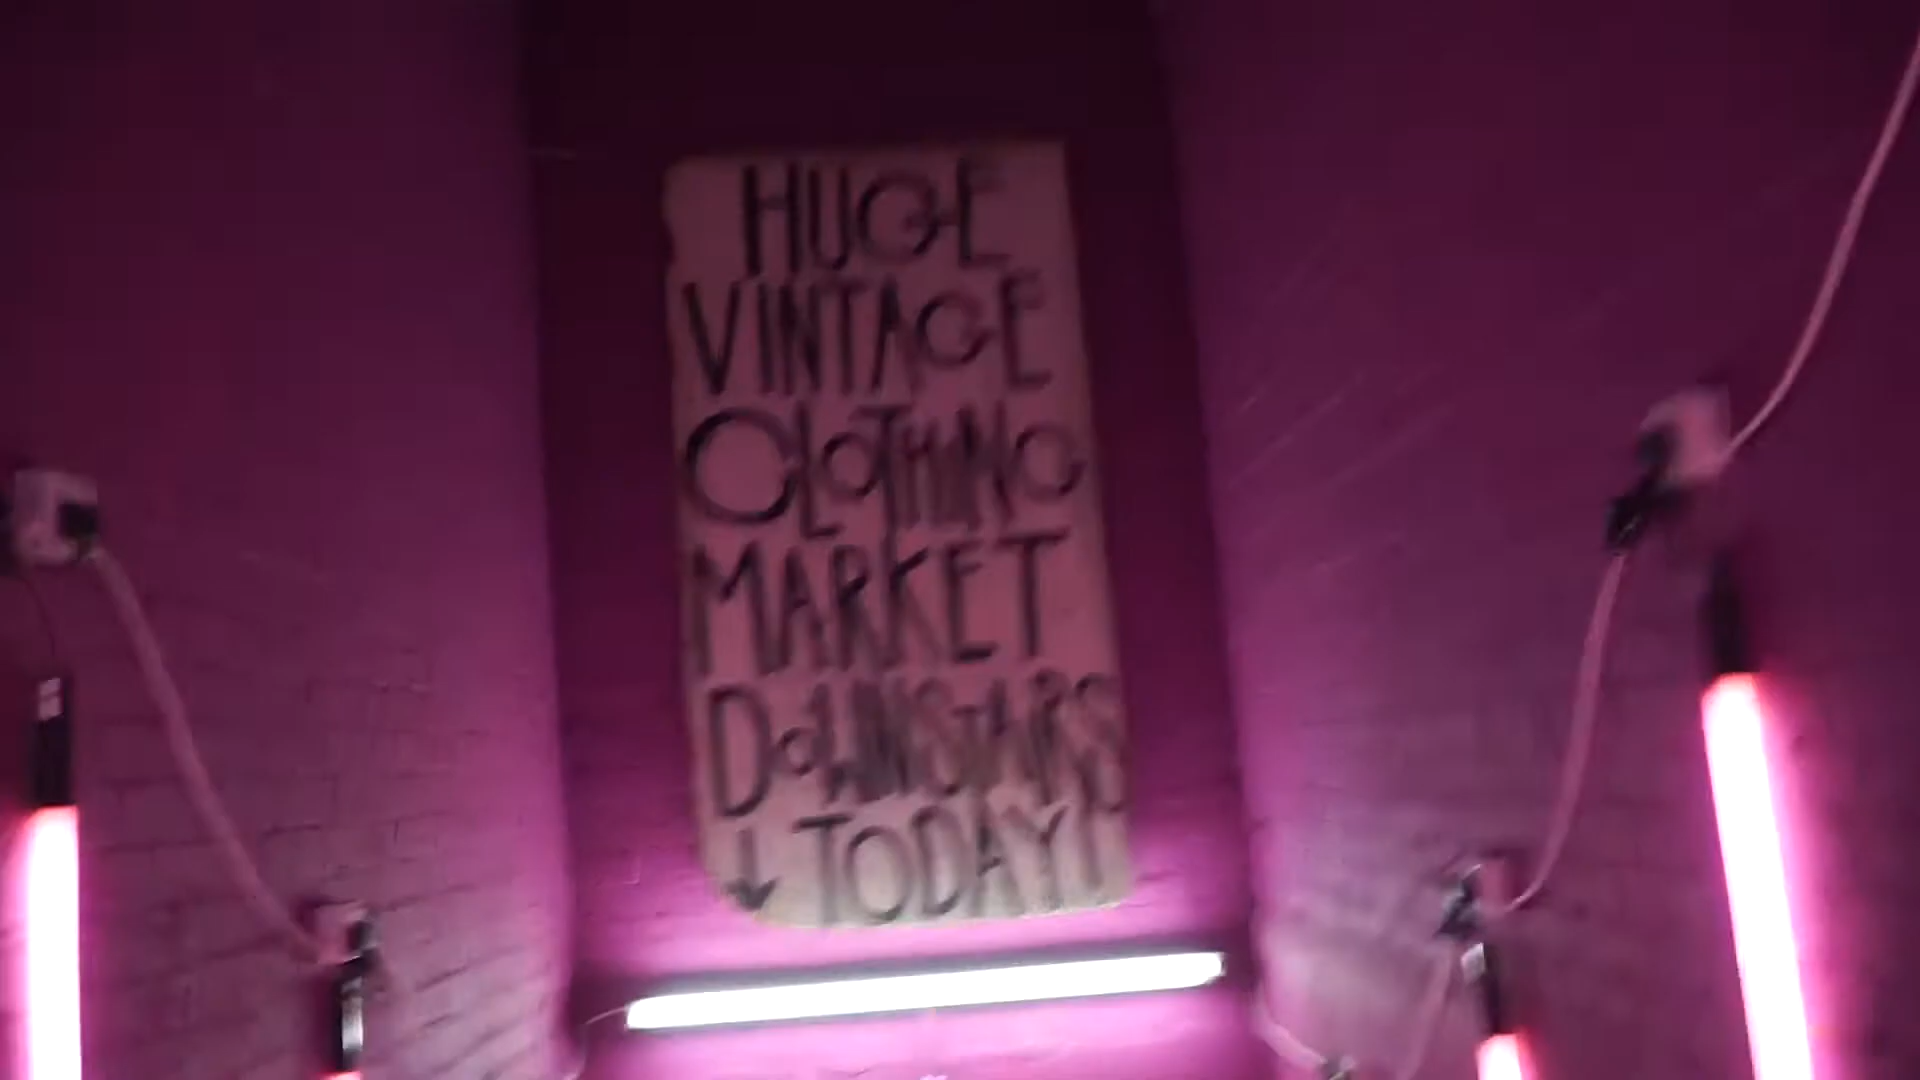 HUGE
VINTAGE
CLOTHING
MARKET
DOWNSTAIRS
↓ TODAY!